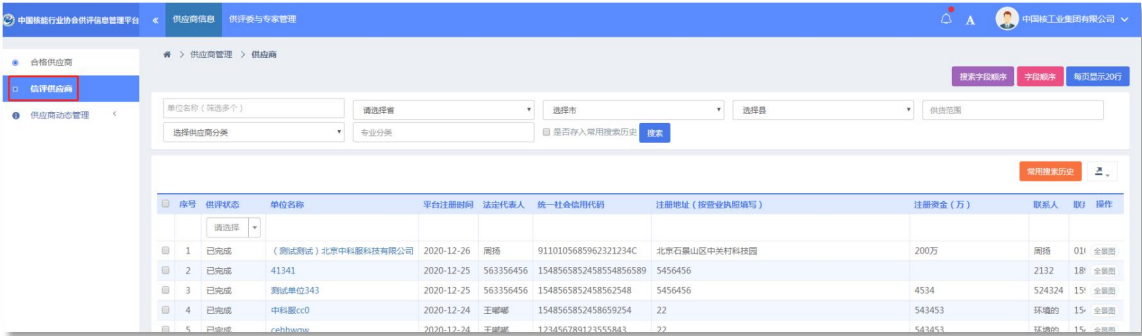 中国核能行业协会供评信息管理平台 « 供应商信息 供评委与专家管理 A 中国核工业集团有限公司
合格供应商
信评供应商
供应商动态管理
> 供应商管理 > 供应商
搜索字段顺序 字段顺序 每页显示20行
单位名称（筛选多个） 请选择省 选择市 选择县 供货范围
选择供应商分类 专业分类 是否存入常用搜索历史 搜索
常用搜索历史
序号 供评状态 单位名称 平台注册时间 法定代表人 统一社会信用代码 注册地址（按营业执照填写） 注册资金（万） 联系人 操作
请选择
1 已完成 （测试测试）北京中科服科技有限公司 2020-12-26 周扬 9110105685962321234C 北京石景山区中关村科技园 200万 周扬 全景图
2 已完成 41341 2020-12-25 563356456 1548565852458554856589 5456456 2132 全景图
3 已完成 测试单位343 2020-12-25 563356456 1548565852458562548 5456456 4534 524324 全景图
4 已完成 中科服cc0 2020-12-24 王嘟嘟 1548565852458659254 22 543453 环境的 全景图
5 已完成 cehhwqw 2020-12-24 王嘟嘟 123456789123555843 22 543453 环境的 全景图